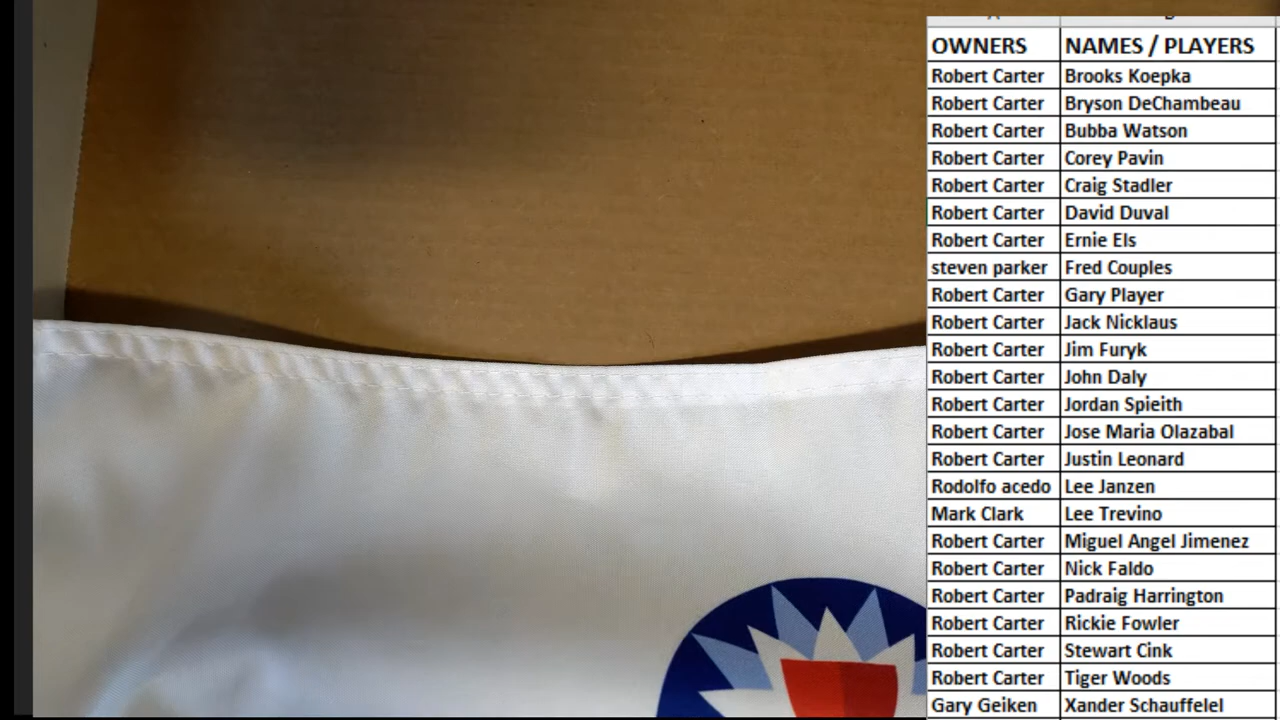 OWNERS NAMES / PLAYERS
Robert Carter Brooks Koepka
Robert Carter Bryson DeChambeau
Robert Carter Bubba Watson
Robert Carter Corey Pavin
Robert Carter Craig Stadler
Robert Carter David Duval
Robert Carter Ernie Els
steven parker Fred Couples
Robert Carter Gary Player
Robert Carter Jack Nicklaus
Robert Carter Jim Furyk
Robert Carter John Daly
Robert Carter Jordan Spieith
Robert Carter Jose Maria Olazabal
Robert Carter Justin Leonard
Rodolfo acedo Lee Janzen
Mark Clark Lee Trevino
Robert Carter Miguel Angel Jimenez
Robert Carter Nick Faldo
Robert Carter Padraig Harrington
Robert Carter Rickie Fowler
Robert Carter Stewart Cink
Robert Carter Tiger Woods
Gary Geiken Xander Schauffelel